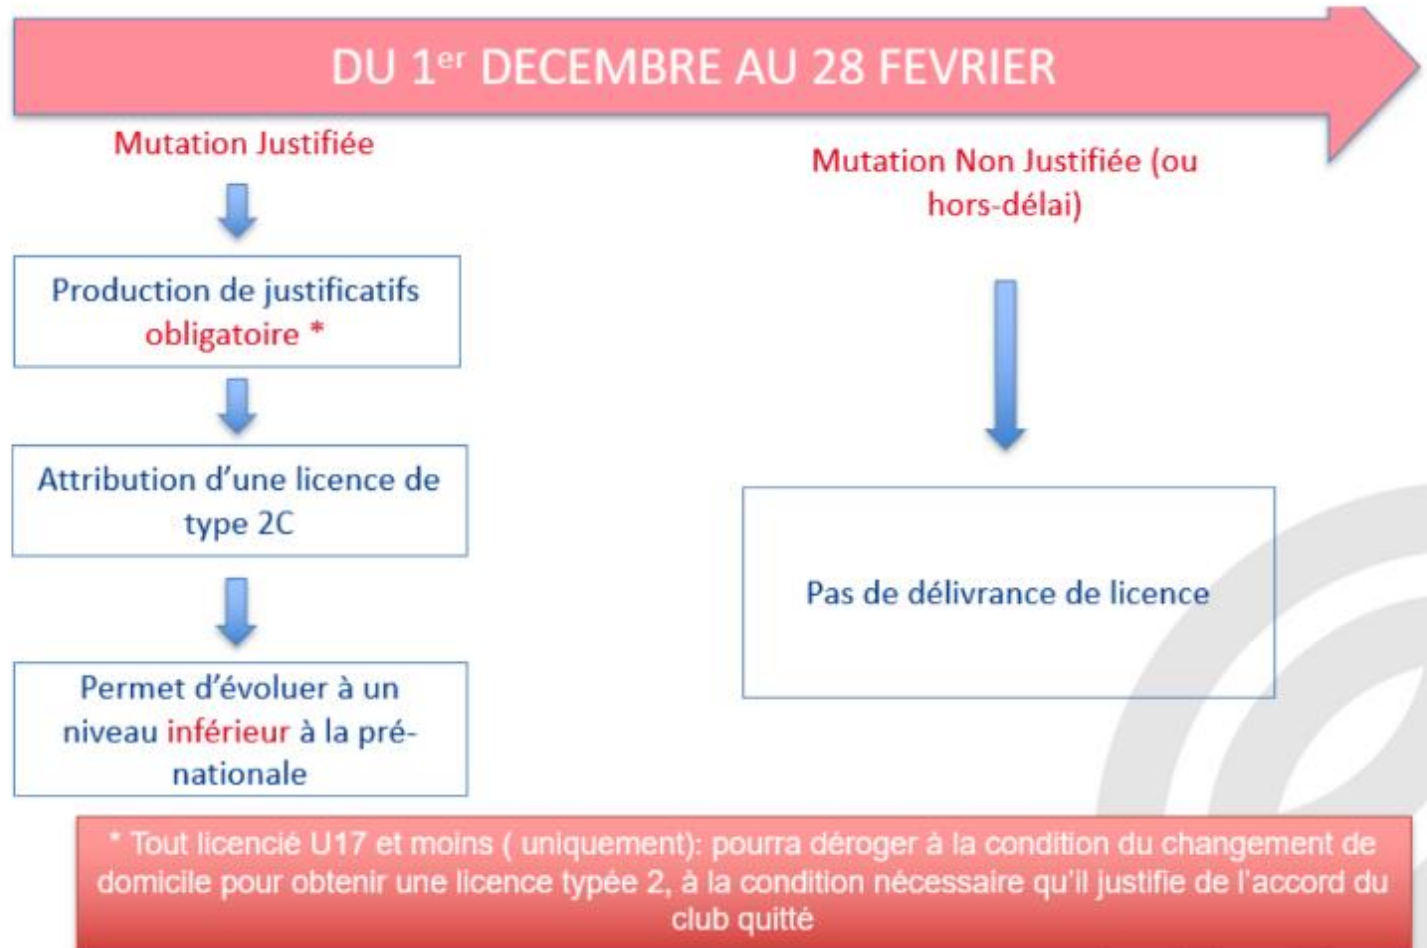 DU 1er DECEMBRE AU 28 FEVRIER
Mutation Justifiée
Production de justificatifs
obligatoire *
Attribution d'une licence de
type 2C
Permet d'évoluer à un
niveau inférieur à la pré-
nationale
Mutation Non Justifiée (ou
hors-délai)
Pas de délivrance de licence
* Tout licencié U17 et moins ( uniquement): pourra déroger à la condition du changement de
domicile pour obtenir une licence typée 2, à la condition nécessaire qu'il justifie de l'accord du
club quitté